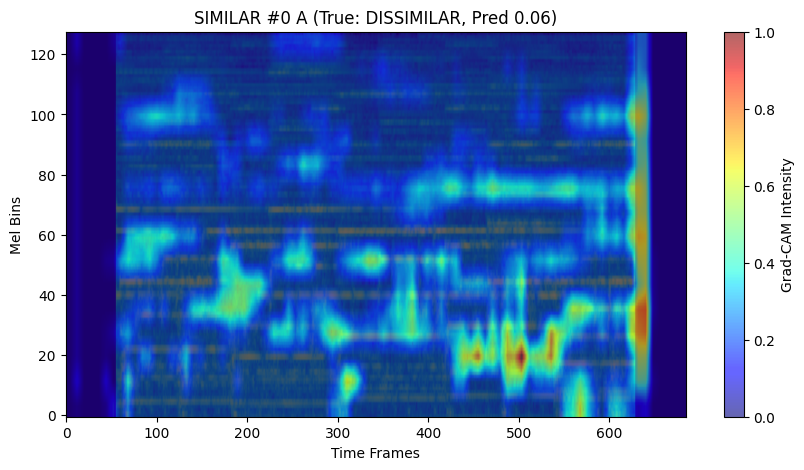 SIMILAR #0 A (True: DISSIMILAR, Pred 0.06)
Mel Bins
120
100
80
60
40
20
0
0 100 200 300 400 500 600
Time Frames
1.0
0.8
0.6
0.4
0.2
0.0
Grad-CAM Intensity